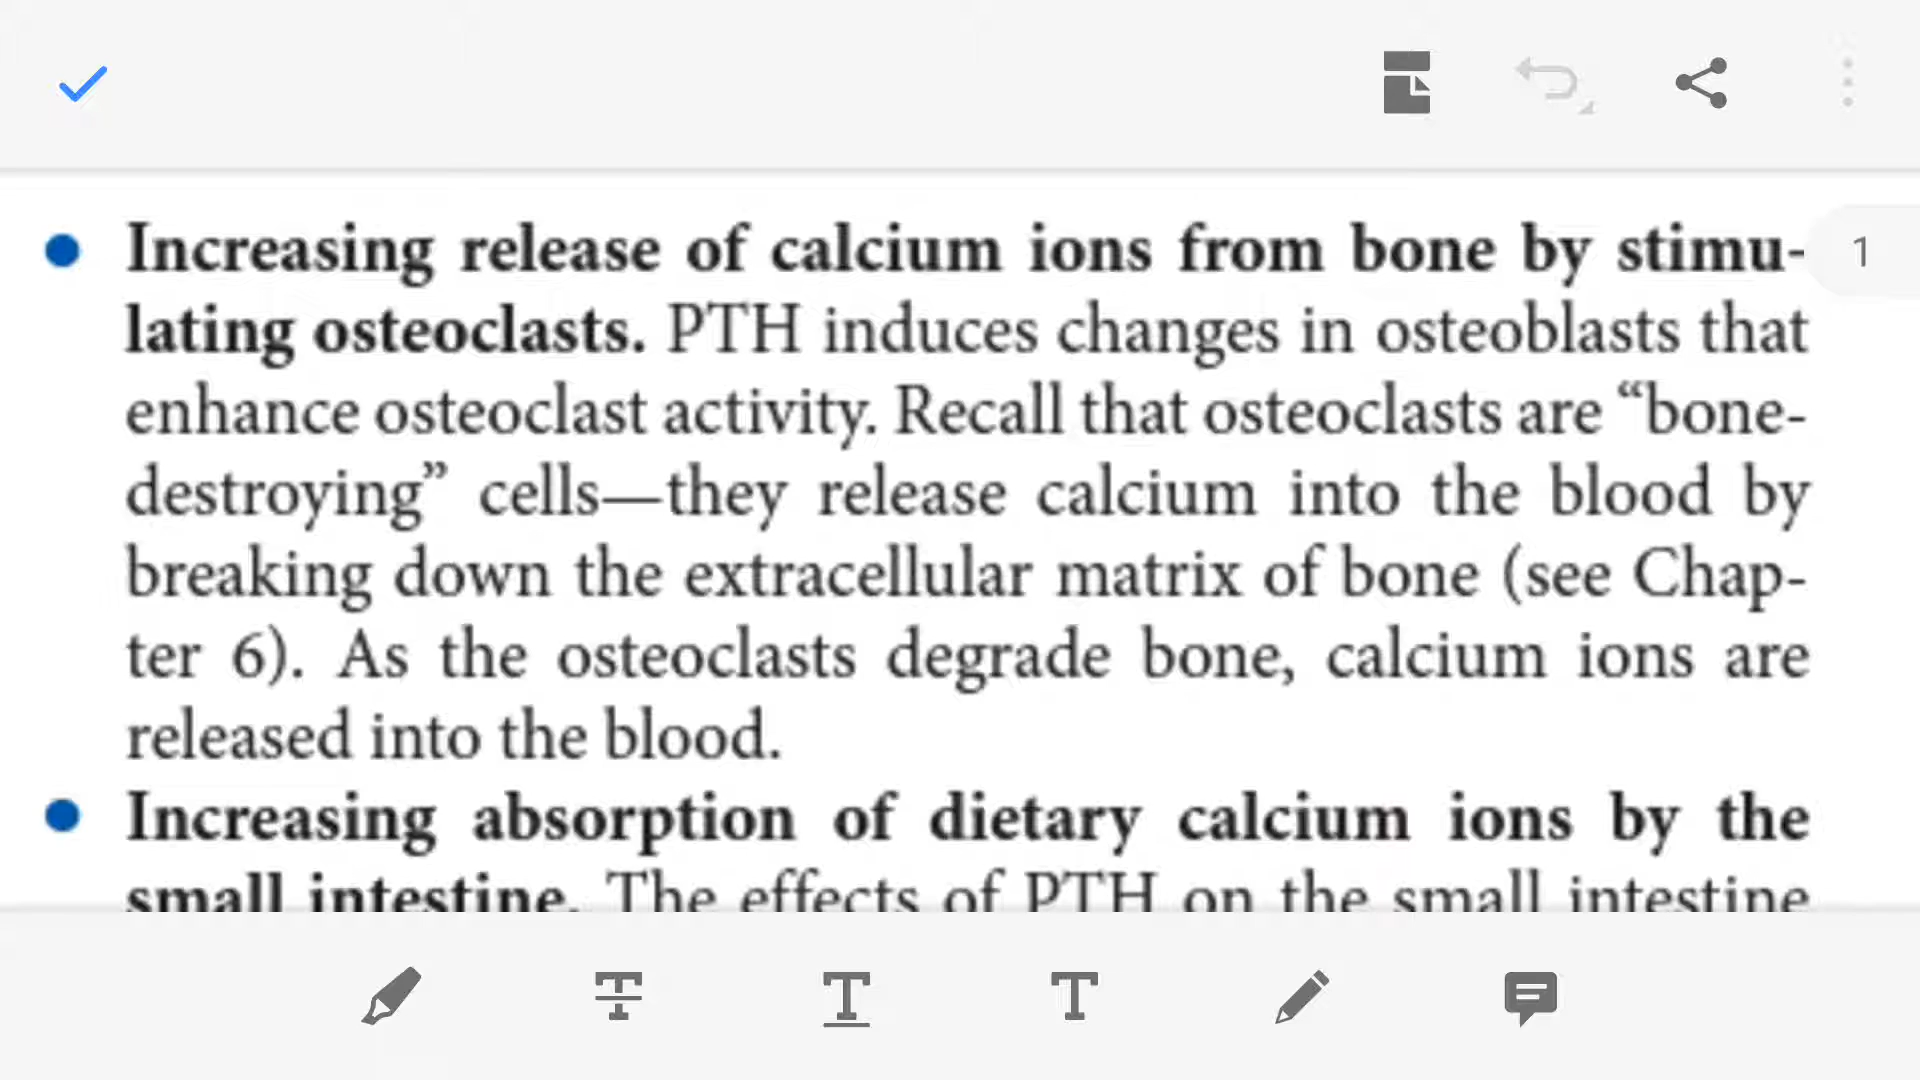 Increasing release of calcium ions from bone by stimu-
lating osteoclasts. PTH induces changes in osteoblasts that
enhance osteoclast activity. Recall that osteoclasts are “bone-
destroying” cells—they release calcium into the blood by
breaking down the extracellular matrix of bone (see Chap-
ter 6). As the osteoclasts degrade bone, calcium ions are
released into the blood.
Increasing absorption of dietary calcium ions by the
small intestine. The effects of PTH on the small intestine
1